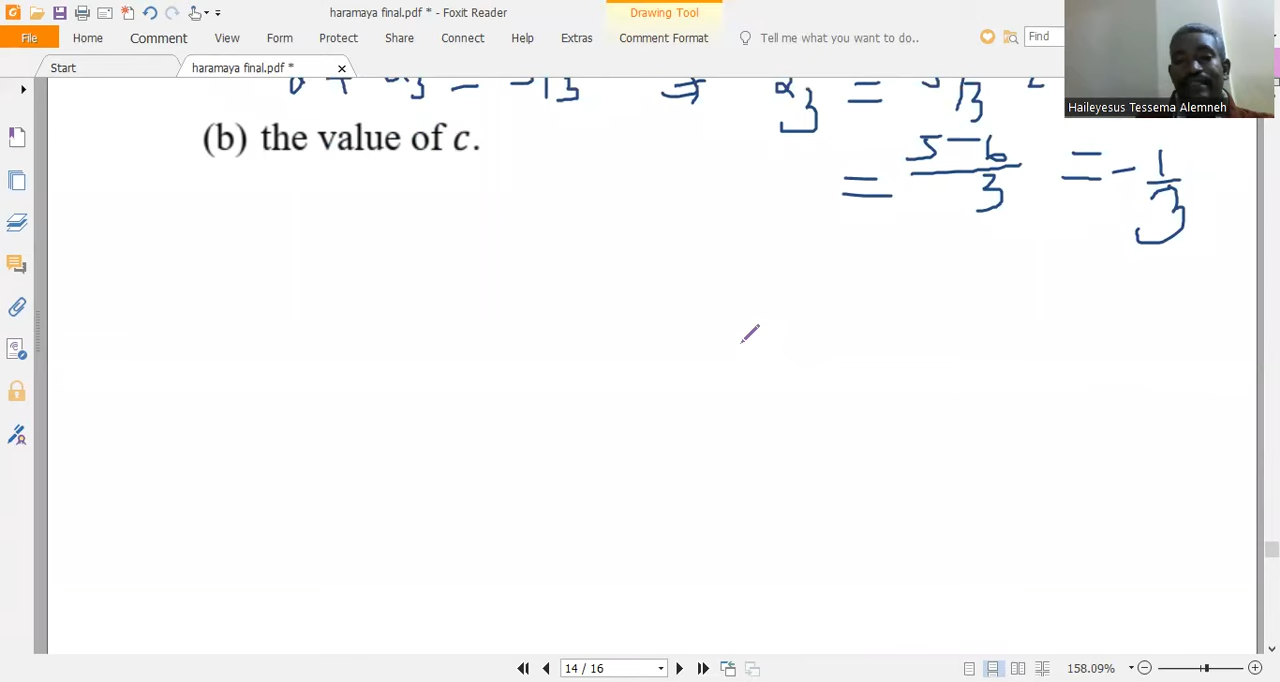 haramaya final.pdf * - Foxit Reader
Drawing Tool
File Home Comment View Form Protect Share Connect Help Extras Comment Format Tell me what you want to do.. Find
Start haramaya final.pdf *
Haileyesus Tessema Alemneh
(b) the value of c.
= (5 - 6)/3 = - 1/3
14 / 16
158.09%